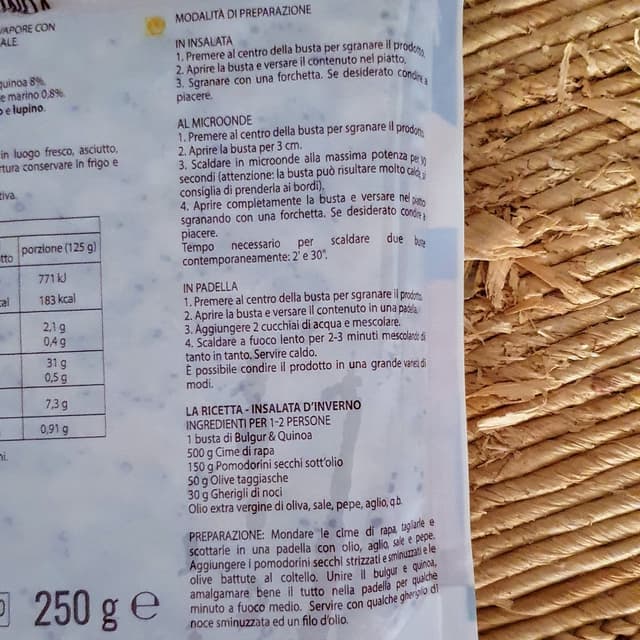 VAPORE CON
ALE
quinoa 8%
e marino 0,8%.
o e lupino.
in luogo fresco, asciutto,
rtura conservare in frigo e
tiva
tto porzione (125 g)
771 kJ
cal 183 kcal
2,1 g
0,4 g
31 g
0,5 g
7,3 g
0,91 g
ni.
250 g e
MODALITÀ DI PREPARAZIONE
IN INSALATA
1. Premere al centro della busta per sgranare il prodotto.
2. Aprire la busta e versare il contenuto nel piatto.
3. Sgranare con una forchetta. Se desiderato condire a
piacere.
AL MICROONDE
1. Premere al centro della busta per sgranare il prodotto
2. Aprire la busta per 3 cm.
3. Scaldare in microonde alla massima potenza per 90
secondi (attenzione: la busta può risultare molto calda, si
consiglia di prenderla ai bordi).
4. Aprire completamente la busta e versare nel piatto
sgranando con una forchetta. Se desiderato condire a
piacere.
Tempo necessario per scaldare due buste
contemporaneamente: 2' e 30".
IN PADELLA
1. Premere al centro della busta per sgranare il prodotto.
2. Aprire la busta e versare il contenuto in una padella.
3. Aggiungere 2 cucchiai di acqua e mescolare.
4. Scaldare a fuoco lento per 2-3 minuti mescolando di
tanto in tanto. Servire caldo.
È possibile condire il prodotto in una grande varietà di
modi.
LA RICETTA - INSALATA D'INVERNO
INGREDIENTI PER 1-2 PERSONE
1 busta di Bulgur & Quinoa
500 g Cime di rapa
150 g Pomodorini secchi sott'olio
50 g Olive taggiasche
30 g Gherigli di noci
Olio extra vergine di oliva, sale, pepe, aglio, q.b.
PREPARAZIONE: Mondare le cime di rapa, tagliarle e
scottarle in una padella con olio, aglio, sale e pepe.
Aggiungere i pomodorini secchi strizzati e sminuzzati e le
olive battute al coltello. Unire il bulgur e quinoa,
amalgamare bene il tutto nella padella per qualche
minuto a fuoco medio. Servire con qualche gheriglio di
noce sminuzzata ed un filo d'olio.